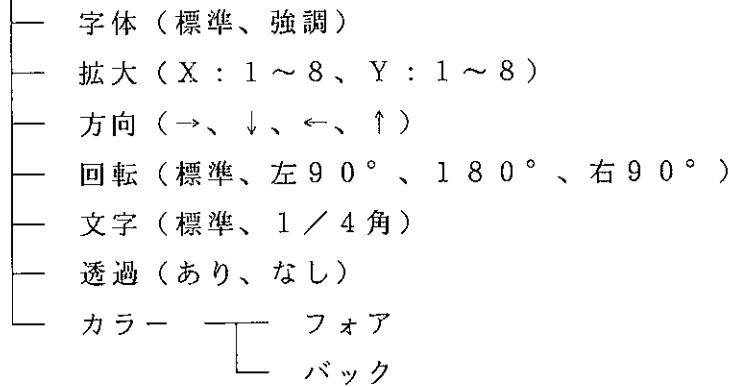 字体（標準、強調）
拡大（X：1～8、Y：1～8）
方向（→、↓、←、↑）
回転（標準、左90°、180°、右90°）
文字（標準、1／4角）
透過（あり、なし）
カラー フォア
バック